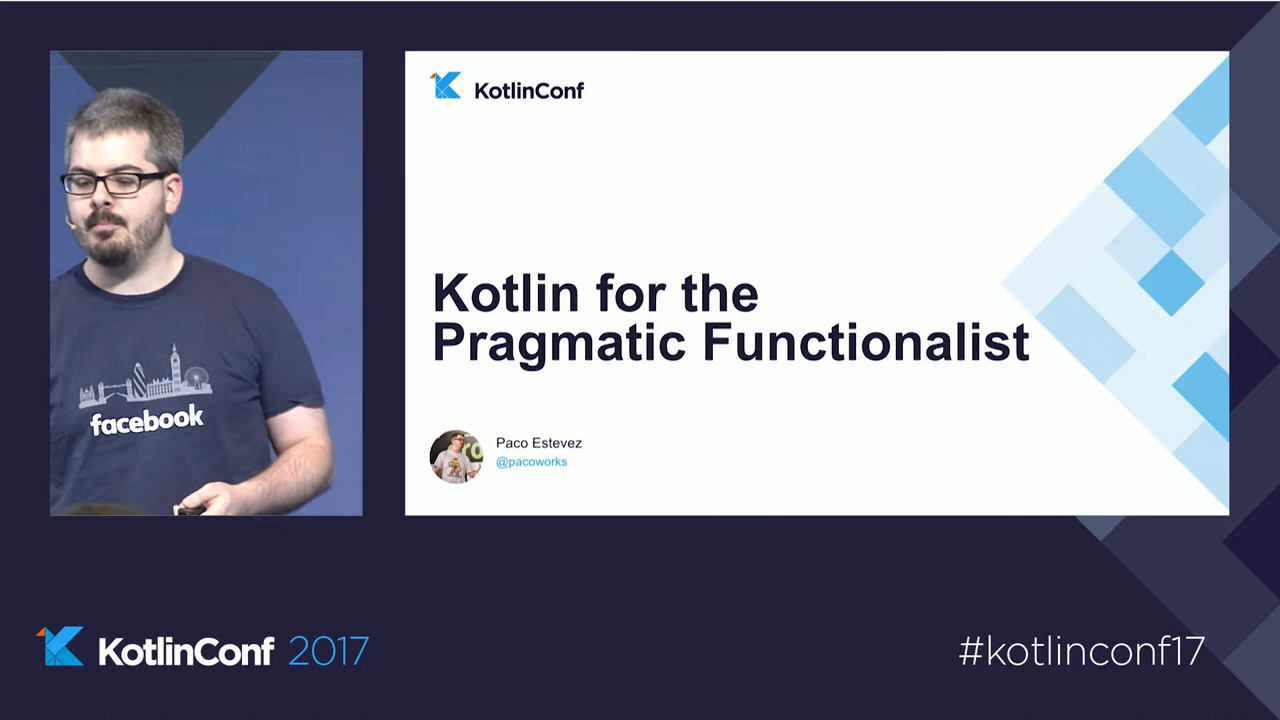 KotlinConf
Kotlin for the
Pragmatic Functionalist
Paco Estevez
@pacoworks
facebook
KotlinConf 2017
#kotlinconf17